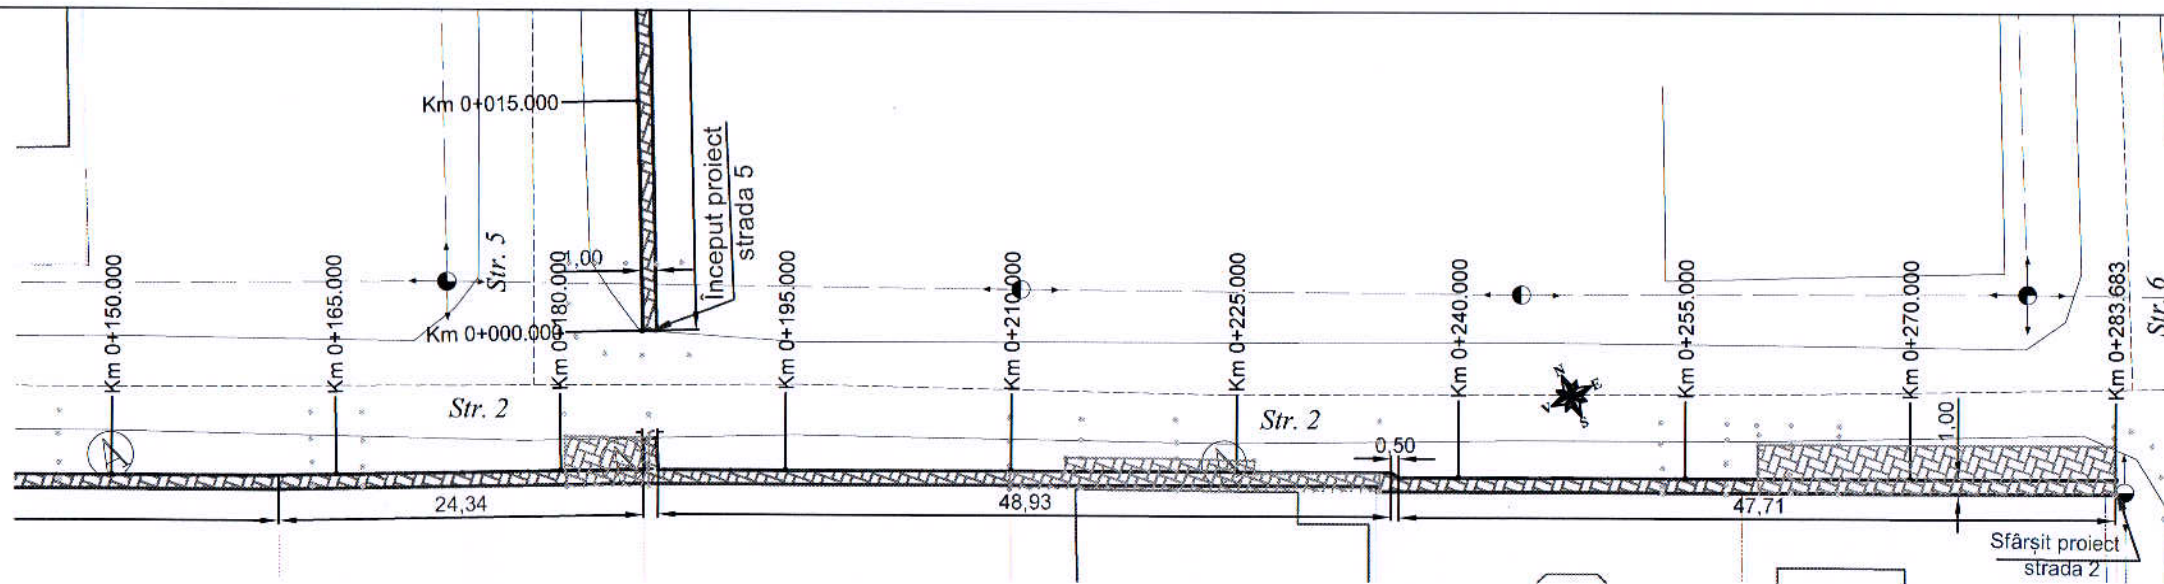 Km 0+015.000
Început proiect
strada 5
Str. 5
1,00
Km 0+000.000
Km 0+150.000
Km 0+165.000
Km 0+180.000
Km 0+195.000
Km 0+210.000
Km 0+225.000
Km 0+240.000
Km 0+255.000
Km 0+270.000
Km 0+283.683
Str. 6
N
E
S
Str. 2
Str. 2
0,50
1,00
24,34
48,93
47,71
Sfârșit proiect
strada 2